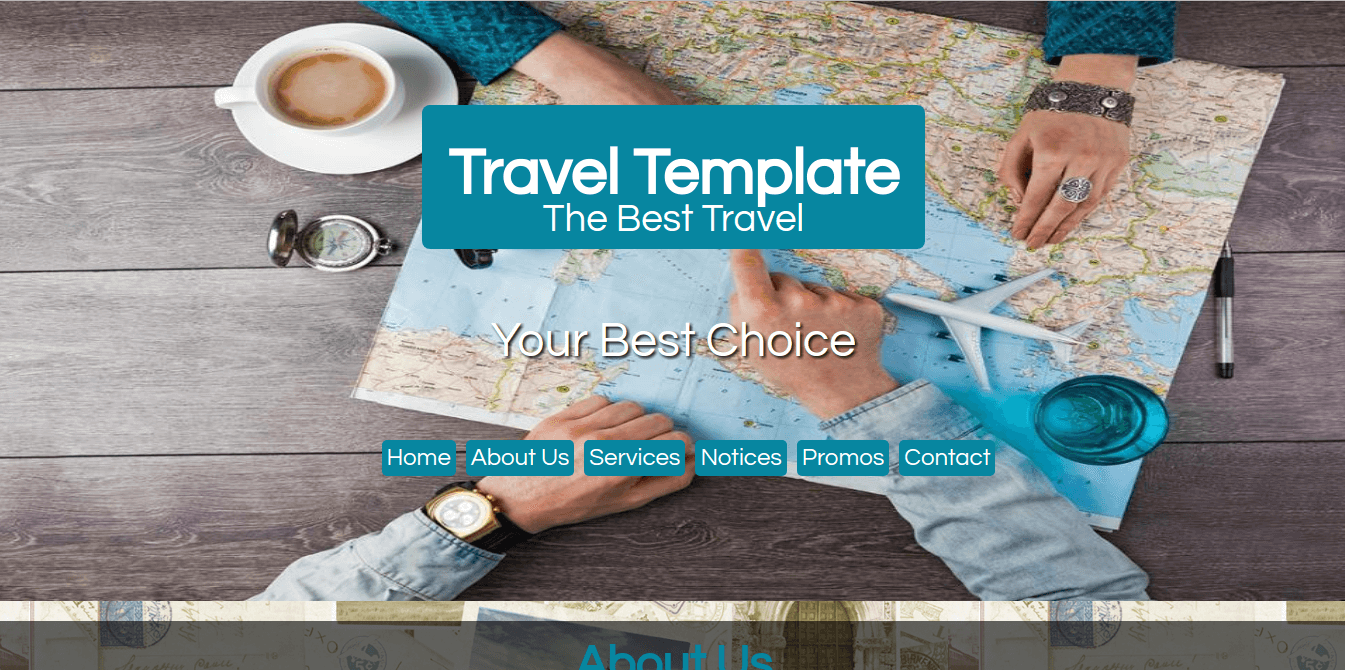 Travel Template
The Best Travel
Your Best Choice
Home About Us Services Notices Promos Contact
About Us